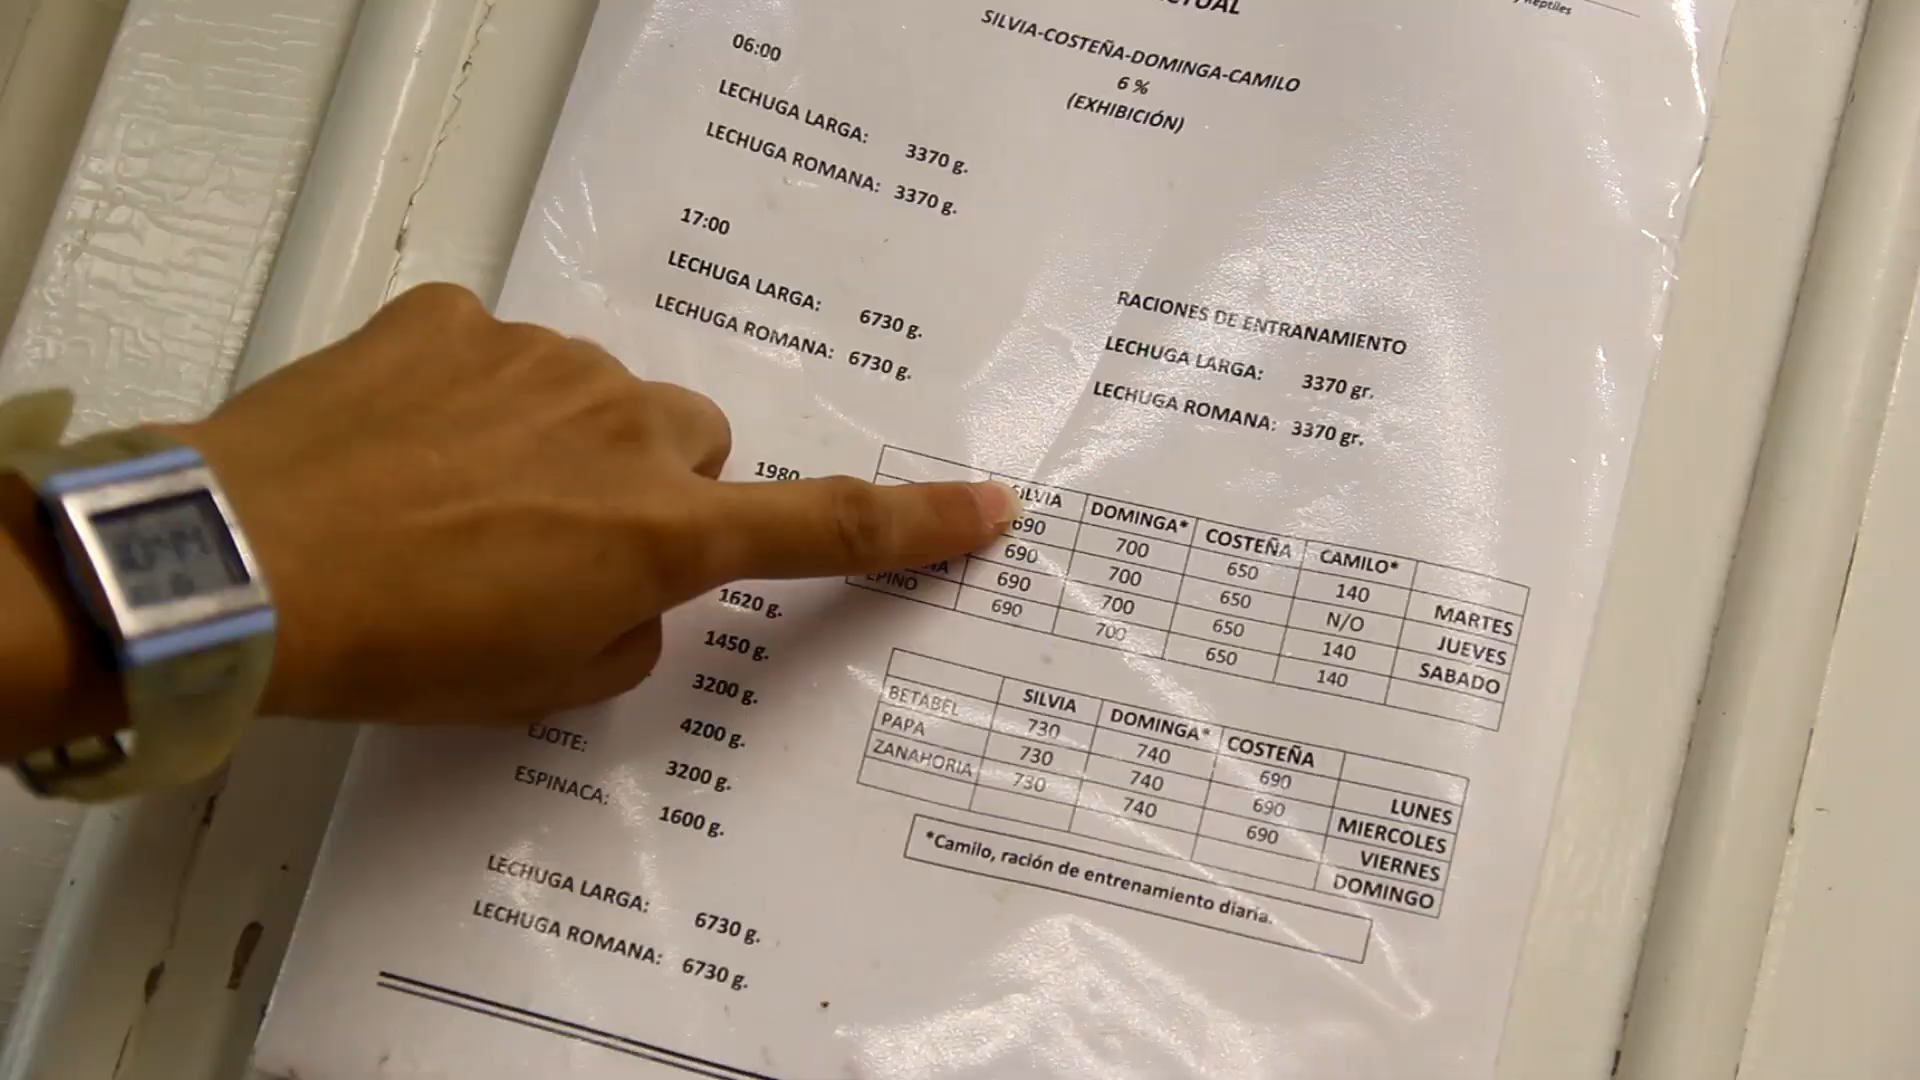 SILVIA-COSTEÑA-DOMINGA-CAMILO
6 %
(EXHIBICIÓN)
06:00
LECHUGA LARGA: 3370 g.
LECHUGA ROMANA: 3370 g.
17:00
LECHUGA LARGA: 6730 g.
LECHUGA ROMANA: 6730 g.
RACIONES DE ENTRANAMIENTO
LECHUGA LARGA: 3370 gr.
LECHUGA ROMANA: 3370 gr.
1980
1620 g.
1450 g.
3200 g.
4200 g.
EJOTE: 3200 g.
ESPINACA: 1600 g.
LECHUGA LARGA: 6730 g.
LECHUGA ROMANA: 6730 g.
SILVIA DOMINGA* COSTEÑA CAMILO*
690 700 650 140 MARTES
690 700 650 N/O JUEVES
690 700 650 140 SABADO
690 700 650 140
SILVIA DOMINGA* COSTEÑA
BETABEL 730 740 690 LUNES
PAPA 730 740 690 MIERCOLES
ZANAHORIA 730 740 690 VIERNES
DOMINGO
*Camilo, ración de entrenamiento diaria.